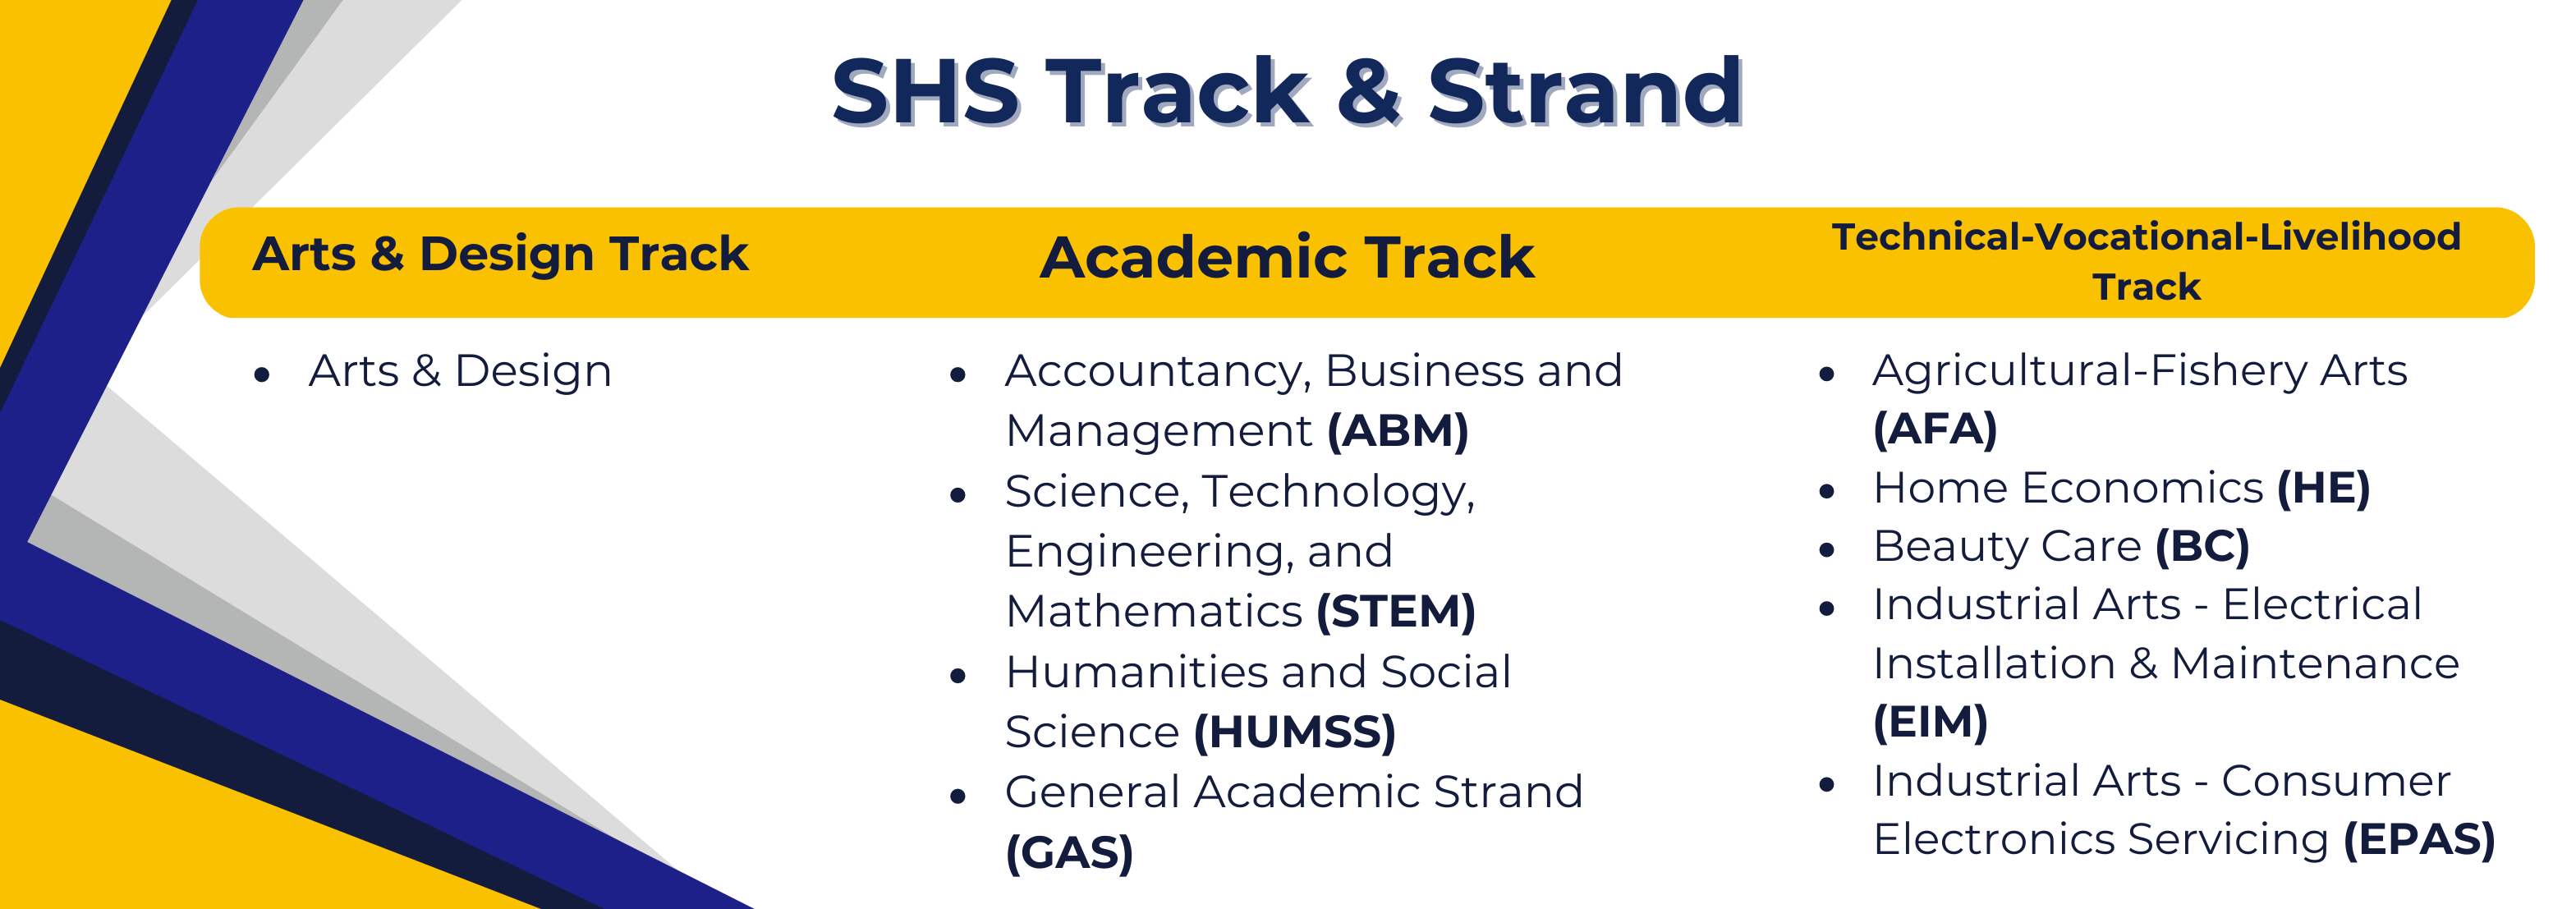 SHS Track & Strand
Arts & Design Track
• Arts & Design
Academic Track
• Accountancy, Business and
Management (ABM)
• Science, Technology,
Engineering, and
Mathematics (STEM)
• Humanities and Social
Science (HUMSS)
• General Academic Strand
(GAS)
Technical-Vocational-Livelihood
Track
• Agricultural-Fishery Arts
(AFA)
• Home Economics (HE)
• Beauty Care (BC)
• Industrial Arts - Electrical
Installation & Maintenance
(EIM)
• Industrial Arts - Consumer
Electronics Servicing (EPAS)